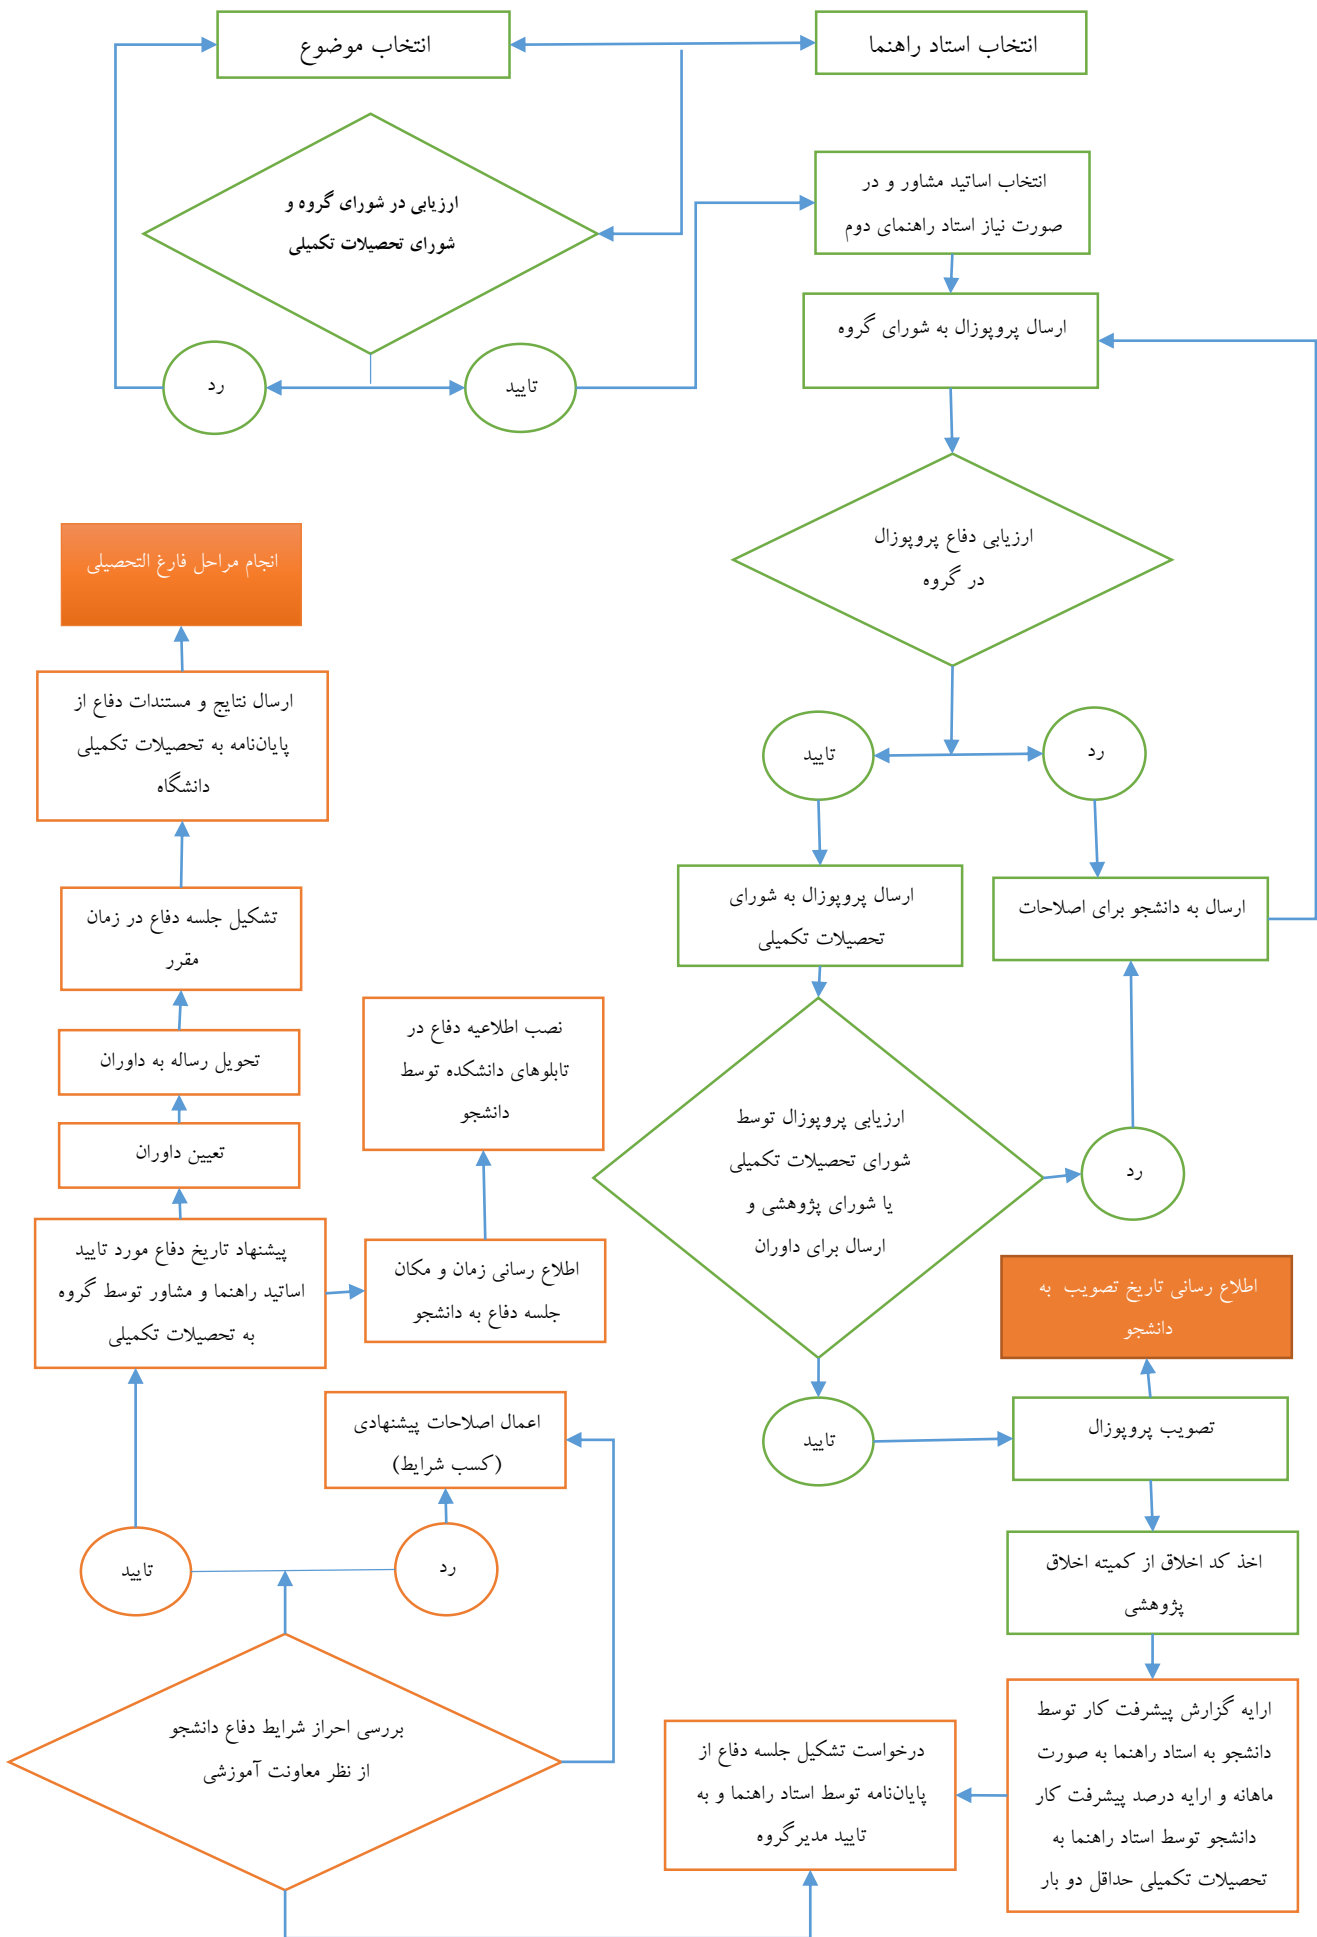 انتخاب استاد راهنما
انتخاب موضوع
ارزیابی در شورای گروه و
شورای تحصیلات تکمیلی
رد
تایید
انتخاب اساتید مشاور و در
صورت نیاز استاد راهنمای دوم
ارسال پروپوزال به شورای گروه
ارزیابی دفاع پروپوزال
در گروه
تایید
رد
ارسال پروپوزال به شورای
تحصیلات تکمیلی
ارسال به دانشجو برای اصلاحات
ارزیابی پروپوزال توسط
شورای تحصیلات تکمیلی
یا شورای پژوهشی و
ارسال برای داوران
رد
تایید
تصویب پروپوزال
اطلاع رسانی تاریخ تصویب به
دانشجو
اخذ کد اخلاق از کمیته اخلاق
پژوهشی
ارایه گزارش پیشرفت کار توسط
دانشجو به استاد راهنما به صورت
ماهانه و ارایه درصد پیشرفت کار
دانشجو توسط استاد راهنما به
تحصیلات تکمیلی حداقل دو بار
درخواست تشکیل جلسه دفاع از
پایان‌نامه توسط استاد راهنما و به
تایید مدیرگروه
بررسی احراز شرایط دفاع دانشجو
از نظر معاونت آموزشی
رد
تایید
اعمال اصلاحات پیشنهادی
(کسب شرایط)
پیشنهاد تاریخ دفاع مورد تایید
اساتید راهنما و مشاور توسط گروه
به تحصیلات تکمیلی
اطلاع رسانی زمان و مکان
جلسه دفاع به دانشجو
نصب اطلاعیه دفاع در
تابلوهای دانشکده توسط
دانشجو
تعیین داوران
تحویل رساله به داوران
تشکیل جلسه دفاع در زمان
مقرر
ارسال نتایج و مستندات دفاع از
پایان‌نامه به تحصیلات تکمیلی
دانشگاه
انجام مراحل فارغ التحصیلی